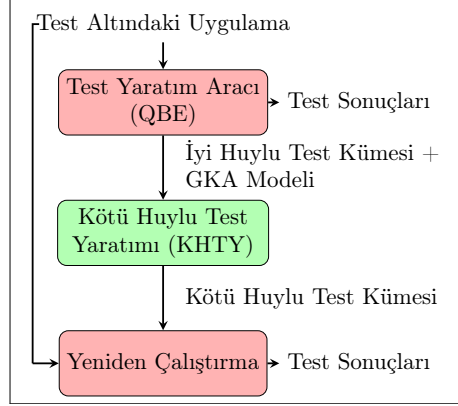 Test Altındaki Uygulama
Test Yaratım Aracı
(QBE)
Test Sonuçları
İyi Huylu Test Kümesi +
GKA Modeli
Kötü Huylu Test
Yaratımı (KHTY)
Kötü Huylu Test Kümesi
Yeniden Çalıştırma
Test Sonuçları